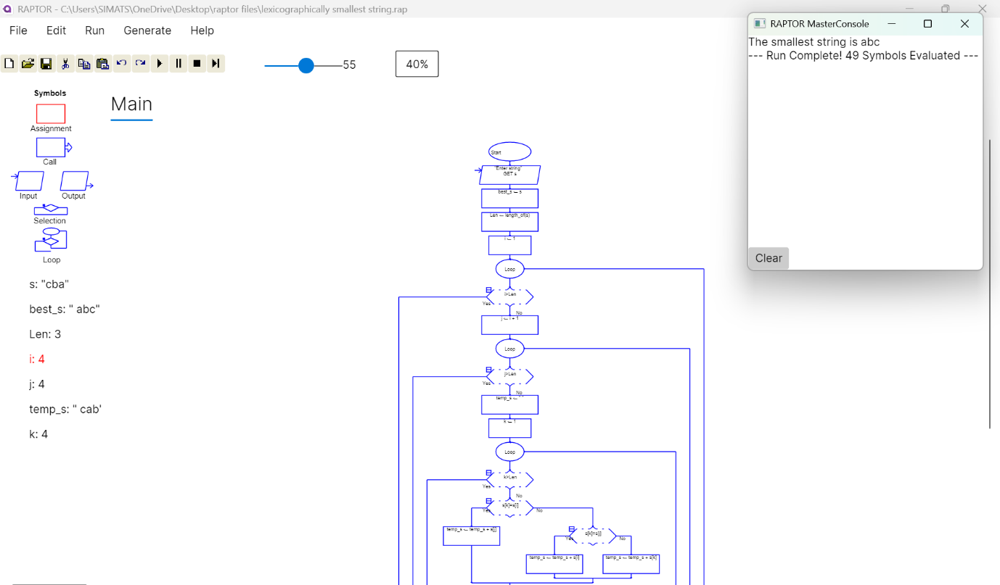 RAPTOR - C:\Users\SIMATS\OneDrive\Desktop\raptor files\lexicographically smallest string.rap
File Edit Run Generate Help
55
40%
Symbols
Assignment
Call
Input Output
Selection
Loop
s: "cba"
best_s: " abc"
Len: 3
i: 4
j: 4
temp_s: " cab'
k: 4
Main
Start
"Enter string"
GET s
best_s ← s
Len ← length_of(s)
i ← 1
Loop
i>Len
Yes
No
j ← i + 1
Loop
j>Len
Yes
No
temp_s ← " "
k ← 1
Loop
k>Len
Yes
No
s[k]=s[i]
Yes No
temp_s ← temp_s + s[j]
s[k]=s[j]
Yes No
temp_s ← temp_s + s[i] temp_s ← temp_s + s[k]
RAPTOR MasterConsole
The smallest string is abc
--- Run Complete! 49 Symbols Evaluated ---
Clear